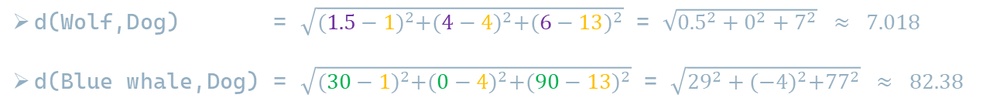 ➢ d(Wolf,Dog) = √((1.5 − 1)²+(4 − 4)²+(6 − 13)²) = √(0.5² + 0² + 7²) ≈ 7.018
➢ d(Blue whale,Dog) = √((30 − 1)²+(0 − 4)²+(90 − 13)²) = √(29² + (−4)²+77²) ≈ 82.38